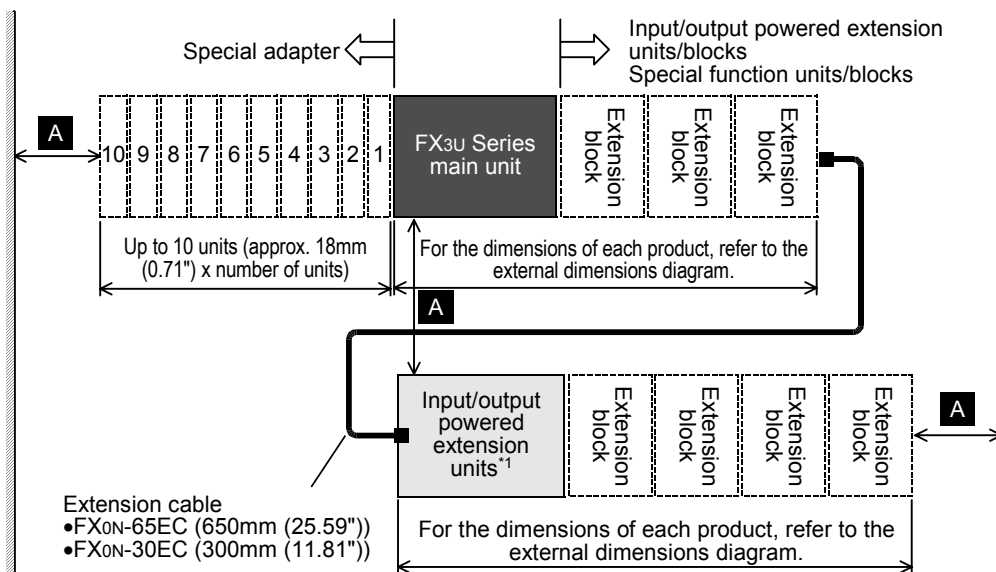 Special adapter
Input/output powered extension
units/blocks
Special function units/blocks
A
10 9 8 7 6 5 4 3 2 1
FX3U Series
main unit
Extension
block
Extension
block
Extension
block
Up to 10 units (approx. 18mm
(0.71") x number of units)
For the dimensions of each product, refer to the
external dimensions diagram.
A
Input/output
powered
extension
units*1
Extension
block
Extension
block
Extension
block
Extension
block
A
Extension cable
•FX0N-65EC (650mm (25.59"))
•FX0N-30EC (300mm (11.81"))
For the dimensions of each product, refer to the
external dimensions diagram.